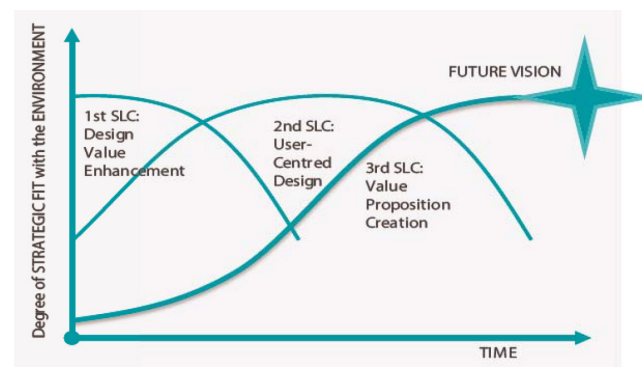 Degree of STRATEGIC FIT with the ENVIRONMENT
FUTURE VISION
1st SLC:
Design
Value
Enhancement
2nd SLC:
User-
Centred
Design
3rd SLC:
Value
Proposition
Creation
TIME